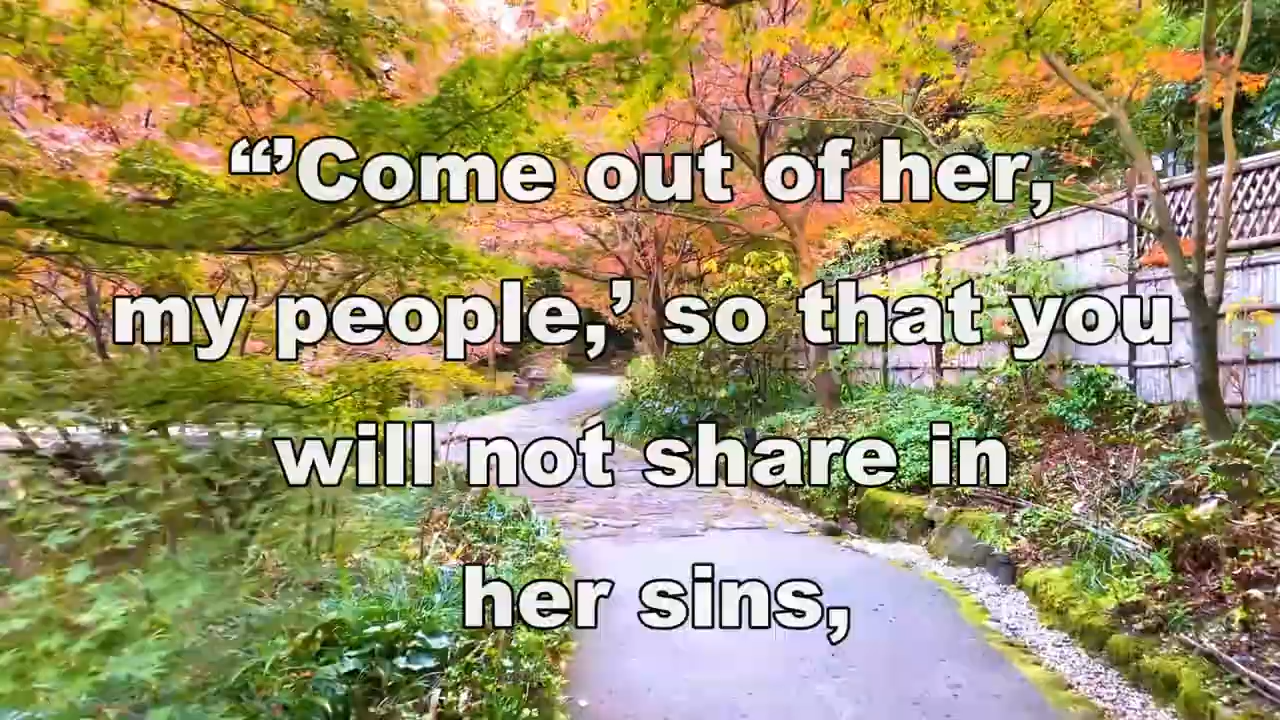 “’Come out of her,
my people,’ so that you
will not share in
her sins,